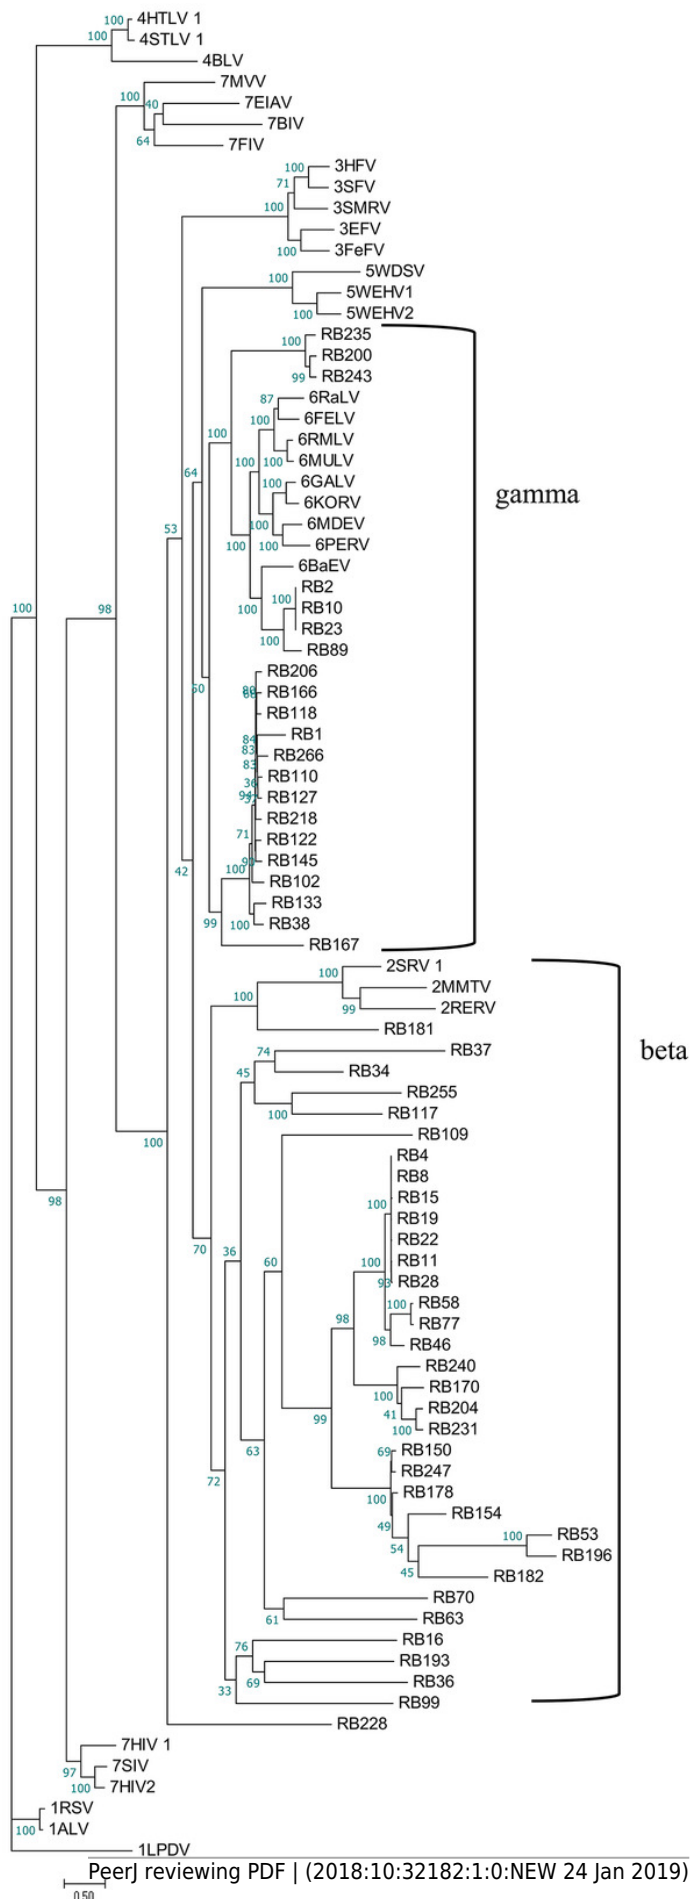 100 4HTLV 1
100 4STLV 1
4BLV
7MVV
100 40 7EIAV
7BIV
64 7FIV
100 3HFV
71 3SFV
100 3SMRV
3EFV
100 3FeFV
100 5WDSV
5WEHV1
100 5WEHV2
100 RB235
RB200
99 RB243
87 6RaLV
100 6FELV
100 6RMLV
100 100 6MULV
64 100 6GALV
6KORV
gamma
53 100 6MDEV
100 100 6PERV
6BaEV
100 RB2
98 100 RB10
100 RB23
100 RB89
RB206
60 RB166
RB118
84 RB1
83 RB266
83 RB110
36 RB127
94 RB218
71 RB122
RB145
42 100 RB102
RB133
99 100 RB38
RB167
100 2SRV 1
100 2MMTV
99 2RERV
RB181
74 RB37
beta
45 RB34
RB255
100 RB117
100 RB109
RB4
RB8
98 100 RB15
RB19
RB22
70 36 60 100 RB11
93 RB28
100 RB58
98 RB77
98 RB46
RB240
100 RB170
41 RB204
99 100 RB231
63 69 RB150
72 RB247
100 RB178
49 RB154
54 100 RB53
RB196
45 RB182
RB70
61 RB63
76 RB16
RB193
69 RB36
33 RB99
RB228
7HIV 1
97 7SIV
100 7HIV2
1RSV
100 1ALV
1LPDV
PeerJ reviewing PDF | (2018:10:32182:1:0:NEW 24 Jan 2019)
0.50